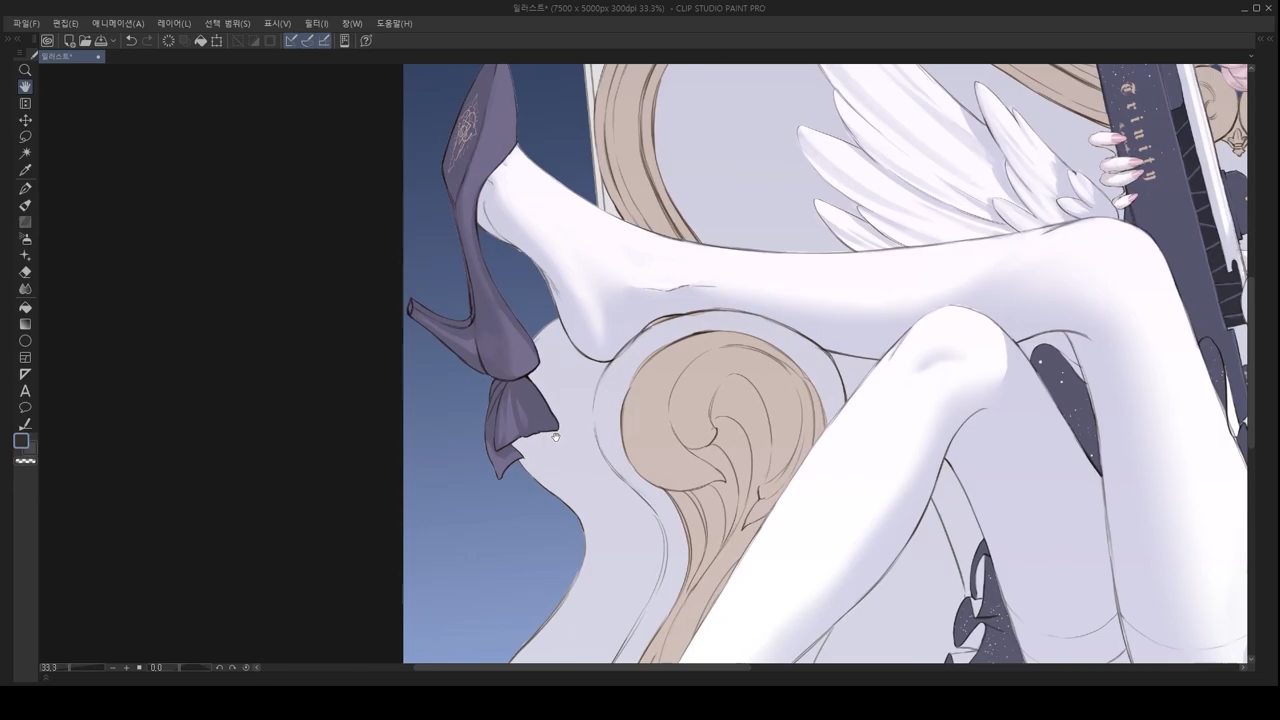 일러스트* (7500 x 5000px 300dpi 33.3%) - CLIP STUDIO PAINT PRO
파일(F) 편집(E) 애니메이션(A) 레이어(L) 선택 범위(S) 표시(V) 필터(I) 창(W) 도움말(H)
일러스트*
Trinity
33.3 0.0